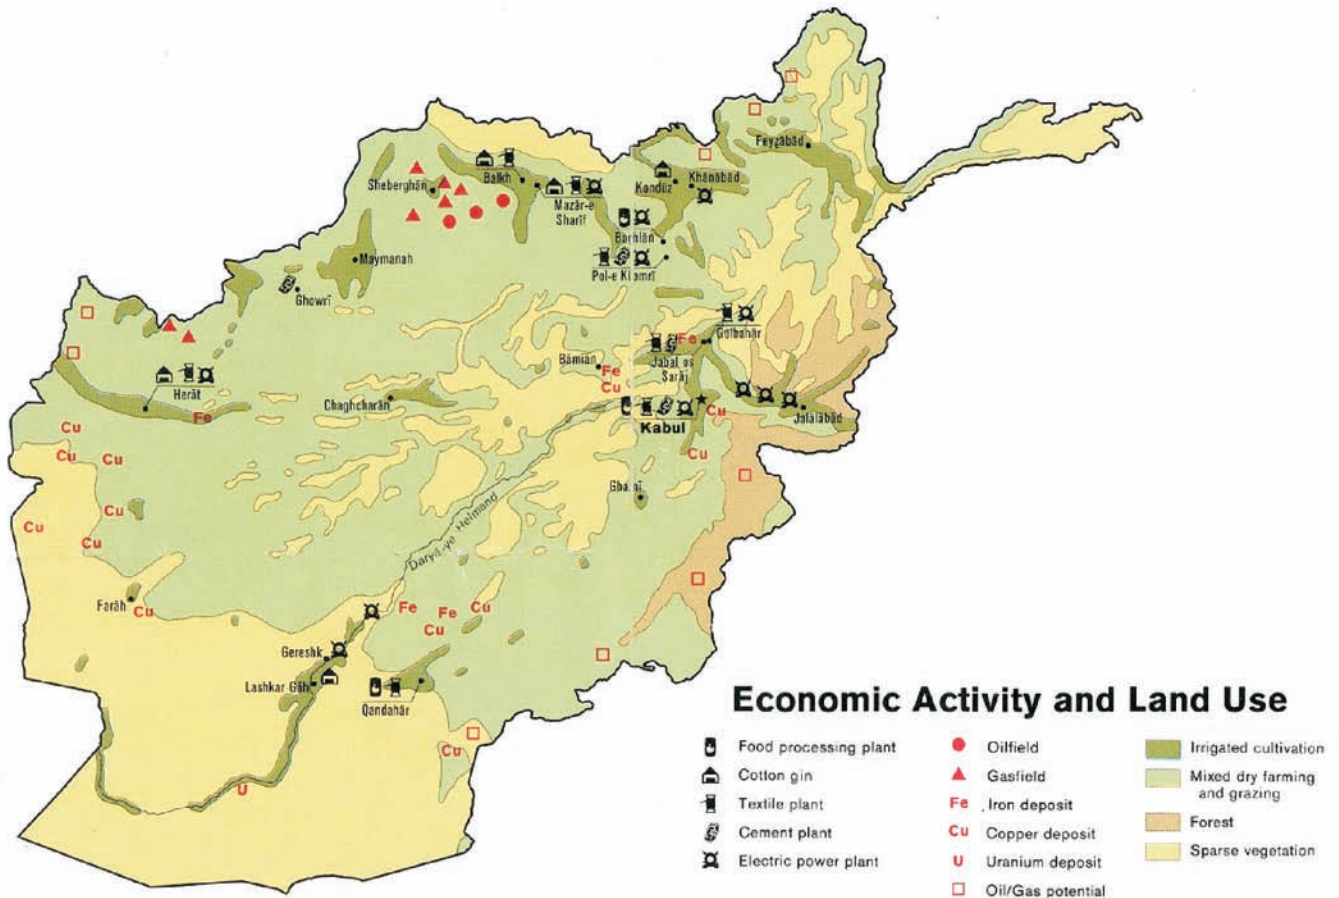 Feyẓābād
Sheberghān
Balkh
Kondūz
Khānābād
Mazār-e
Sharīf
Baghlān
Pol-e Khomrī
Maymanah
Ghowrī
Golbahār
Fe
Jabal os
Sarāj
Bāmīān
Fe
Cu
Herāt
Fe
Chaghcharān
Cu
Jalālābād
Kabul
Cu
Cu
Cu
Cu
Cu
Ghaznī
Cu
Cu
Cu
Daryā-ye Helmand
Farāh
Cu
Fe
Fe
Cu
Cu
Gereshk
Lashkar Gāh
Qandahār
Cu
U
Economic Activity and Land Use
Food processing plant
Cotton gin
Textile plant
Cement plant
Electric power plant
Oilfield
Gasfield
Fe Iron deposit
Cu Copper deposit
U Uranium deposit
Oil/Gas potential
Irrigated cultivation
Mixed dry farming
and grazing
Forest
Sparse vegetation